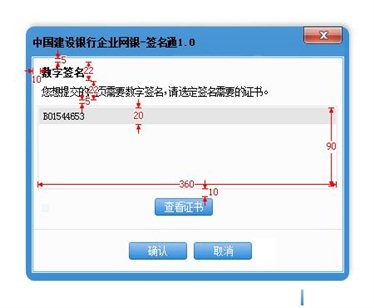 中国建设银行企业网银-签名通1.0
5
数字签名
10
22
您想提交的 页需要数字签名,请选定签名需要的证书。
22
5
B01544653
20
90
360
10
查看证书
确认
取消